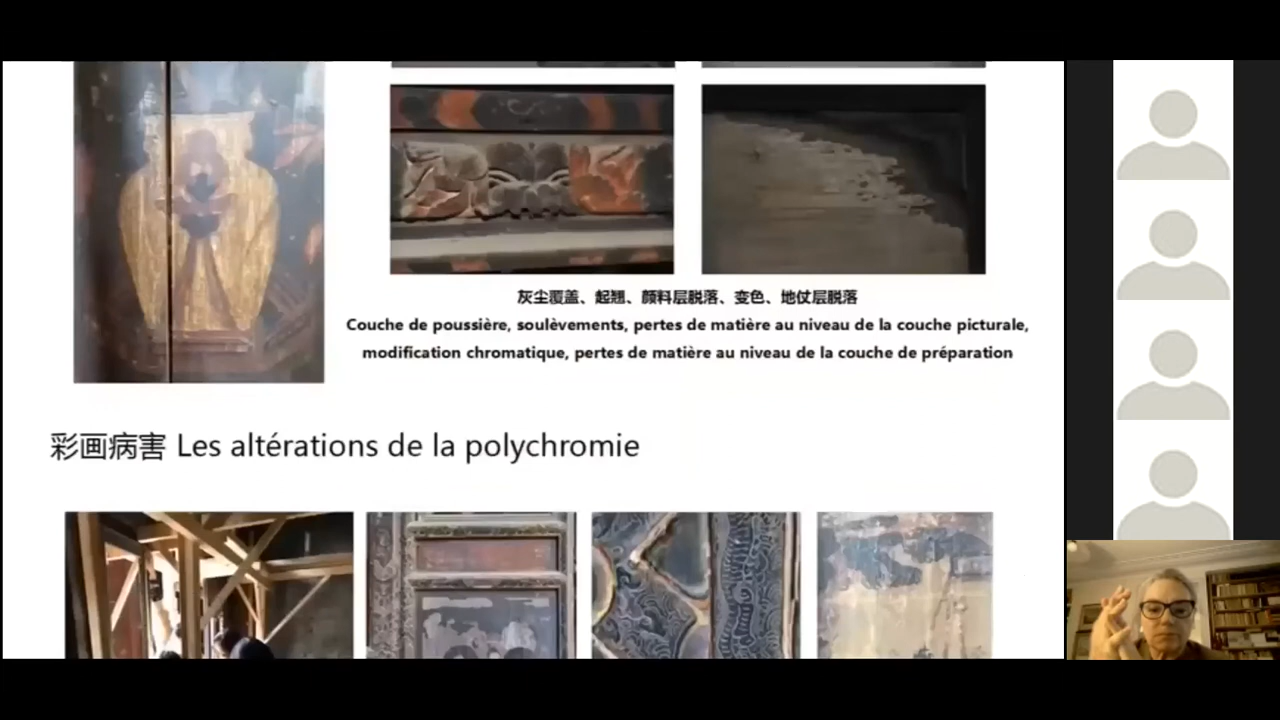 灰尘覆盖、起翘、颜料层脱落、变色、地仗层脱落
Couche de poussière, soulèvements, pertes de matière au niveau de la couche picturale,
modification chromatique, pertes de matière au niveau de la couche de préparation
彩画病害 Les altérations de la polychromie